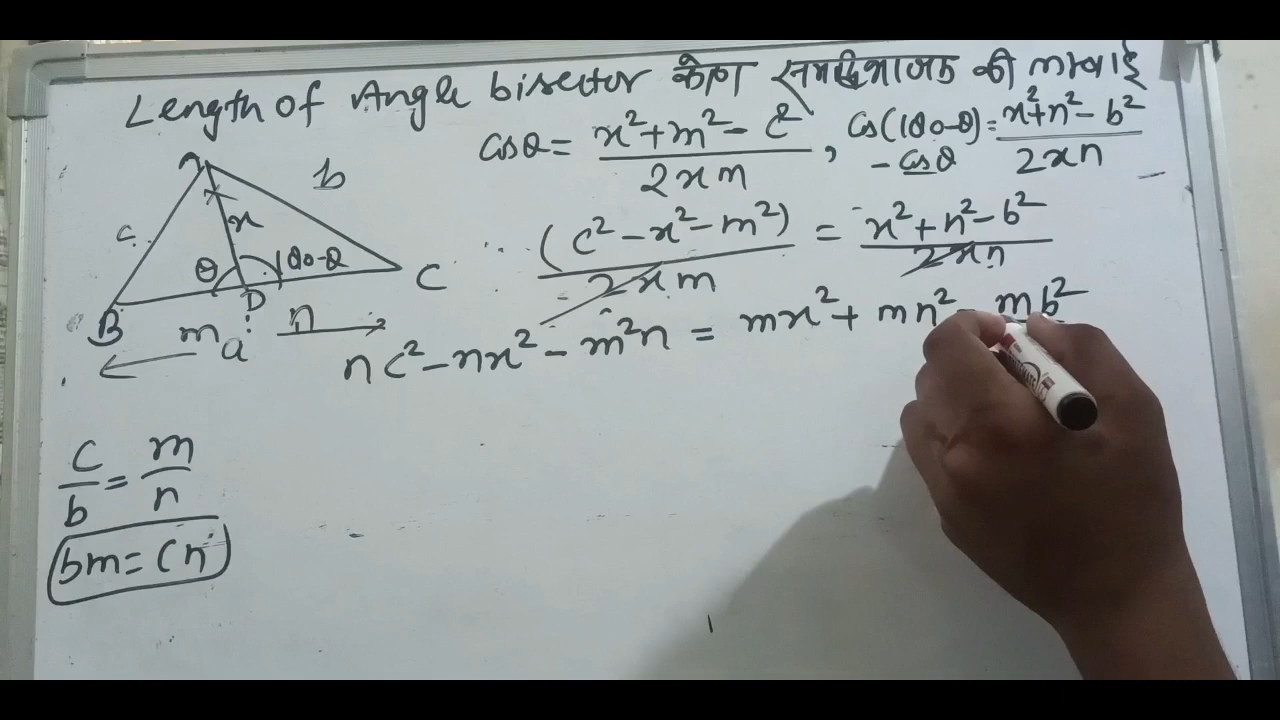 Length of Angle bisector कोण समद्विभाजक की लम्बाई
cosθ = (x²+m²-c²)/(2xm), cos(180-θ) = (x²+n²-b²)/(2xn)
-cosθ
A
b
c
x
θ
180-θ
B
D
C
m
n
a
∴ (c²-x²-m²)/(2xm) = (x²+n²-b²)/(2xn)
nc²-nx²-m²n = mx²+mn²-mb²
c/b = m/n
bm = cn